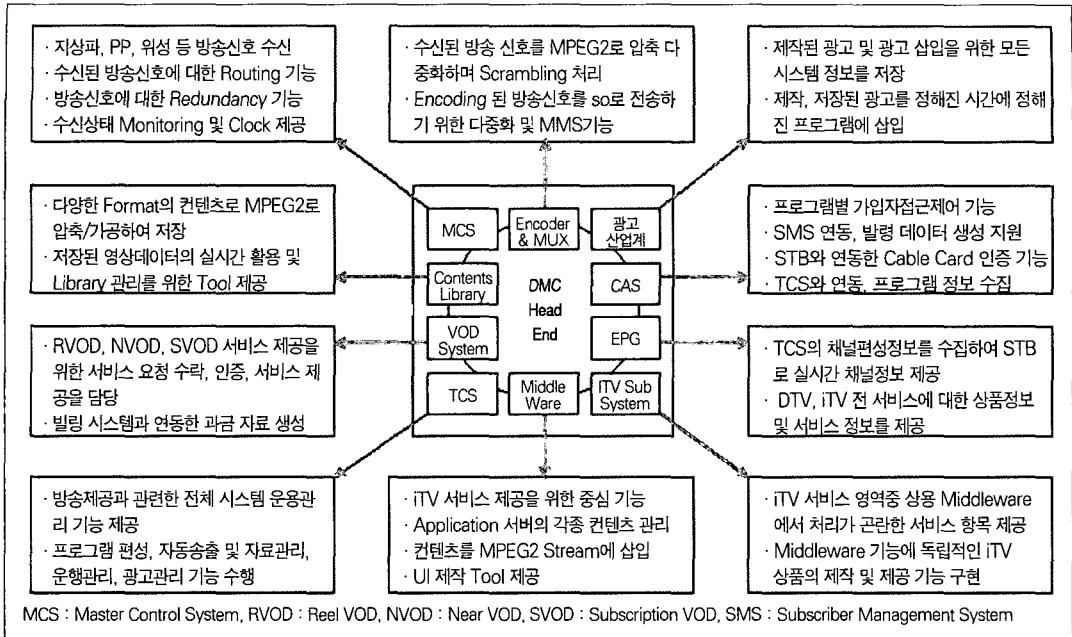 · 지상파, PP, 위성 등 방송신호 수신
· 수신된 방송신호에 대한 Routing 기능
· 방송신호에 대한 Redundancy 기능
· 수신상태 Monitoring 및 Clock 제공
· 수신된 방송 신호를 MPEG2로 압축 다
중화하며 Scrambling 처리
· Encoding 된 방송신호를 so로 전송하
기 위한 다중화 및 MMS기능
· 제작된 광고 및 광고 삽입을 위한 모든
시스템 정보를 저장
· 제작, 저장된 광고를 정해진 시간에 정해
진 프로그램에 삽입
· 다양한 Format의 컨텐츠로 MPEG2로
압축/가공하여 저장
· 저장된 영상데이터의 실시간 활용 및
Library 관리를 위한 Tool 제공
MCS
Encoder
& MUX
광고
산업계
Contents
Library
DMC
Head
End
CAS
VOD
System
EPG
TCS
Middle
Ware
ITV Sub
System
· 프로그램별 가입자접근제어 기능
· SMS 연동, 발령 데이터 생성 지원
· STB와 연동한 Cable Card 인증 기능
· TCS와 연동, 프로그램 정보 수집
· RVOD, NVOD, SVOD 서비스 제공을
위한 서비스 요청 수락, 인증, 서비스 제
공을 담당
· 빌링 시스템과 연동한 과금 자료 생성
· TCS의 채널편성정보를 수집하여 STB
로 실시간 채널정보 제공
· DTV, iTV 전 서비스에 대한 상품정보
및 서비스 정보를 제공
· 방송제공과 관련한 전체 시스템 운용관
리 기능 제공
· 프로그램 편성, 자동송출 및 자료관리,
운행관리, 광고관리 기능 수행
· iTV 서비스 제공을 위한 중심 기능
· Application 서버의 각종 컨텐츠 관리
· 컨텐츠를 MPEG2 Stream에 삽입
· UI 제작 Tool 제공
· iTV 서비스 영역중 상용 Middleware
에서 처리가 곤란한 서비스 항목 제공
· Middleware 기능에 독립적인 iTV
상품의 제작 및 제공 기능 구현
MCS : Master Control System, RVOD : Reel VOD, NVOD : Near VOD, SVOD : Subscription VOD, SMS : Subscriber Management System